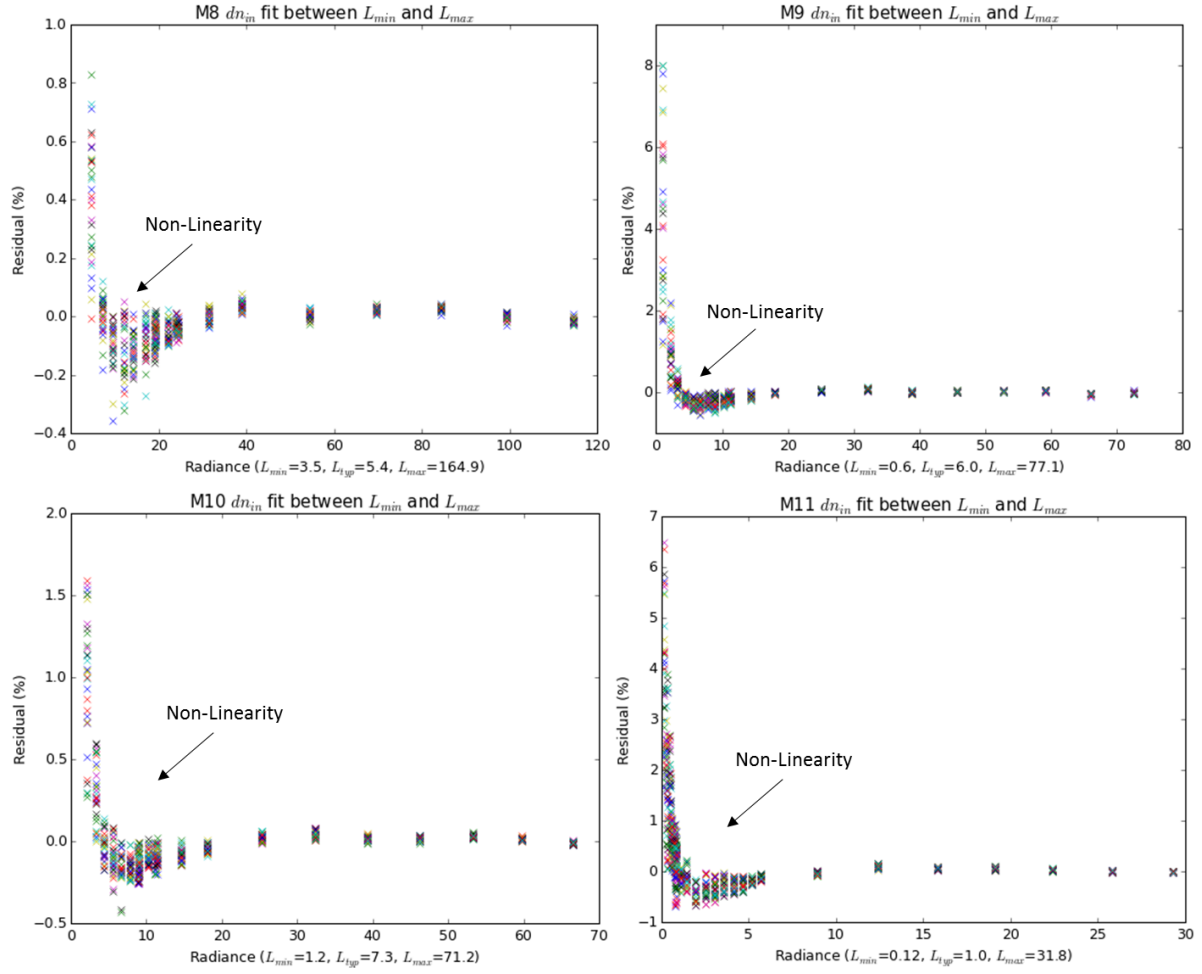 M8 dn_in fit between L_min and L_max
1.0
0.8
0.6
0.4
0.2
0.0
−0.2
−0.4
Residual (%)
Non-Linearity
0 20 40 60 80 100 120
Radiance (L_min=3.5, L_typ=5.4, L_max=164.9)
M9 dn_in fit between L_min and L_max
8
6
4
2
0
Residual (%)
Non-Linearity
0 10 20 30 40 50 60 70 80
Radiance (L_min=0.6, L_typ=6.0, L_max=77.1)
M10 dn_in fit between L_min and L_max
2.0
1.5
1.0
0.5
0.0
−0.5
Residual (%)
Non-Linearity
0 10 20 30 40 50 60 70
Radiance (L_min=1.2, L_typ=7.3, L_max=71.2)
M11 dn_in fit between L_min and L_max
7
6
5
4
3
2
1
0
−1
Residual (%)
Non-Linearity
0 5 10 15 20 25 30
Radiance (L_min=0.12, L_typ=1.0, L_max=31.8)